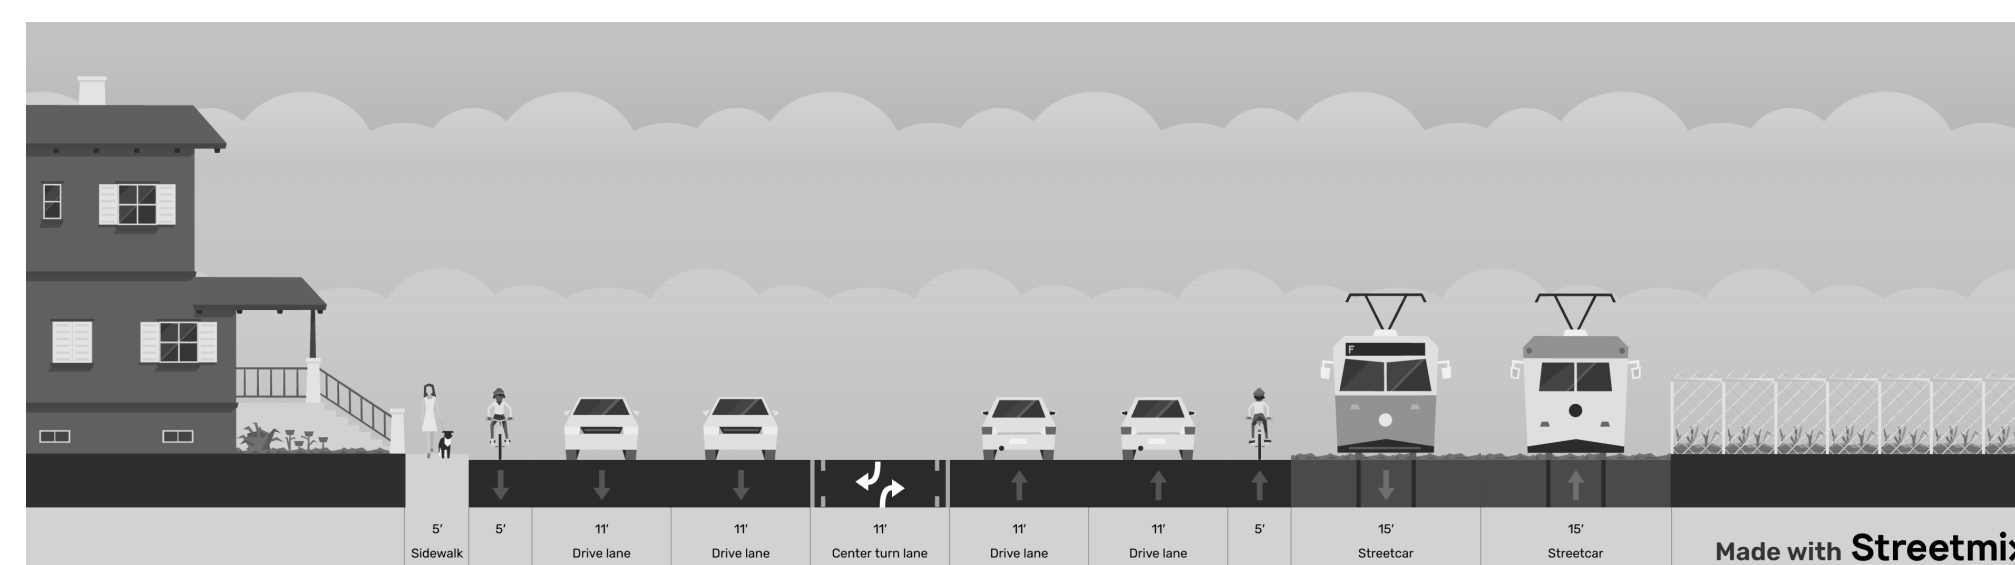 F
5′ 5′ 11′ 11′ 11′ 11′ 11′ 5′ 15′ 15′
Sidewalk Drive lane Drive lane Center turn lane Drive lane Drive lane Streetcar Streetcar
Made with Streetmix